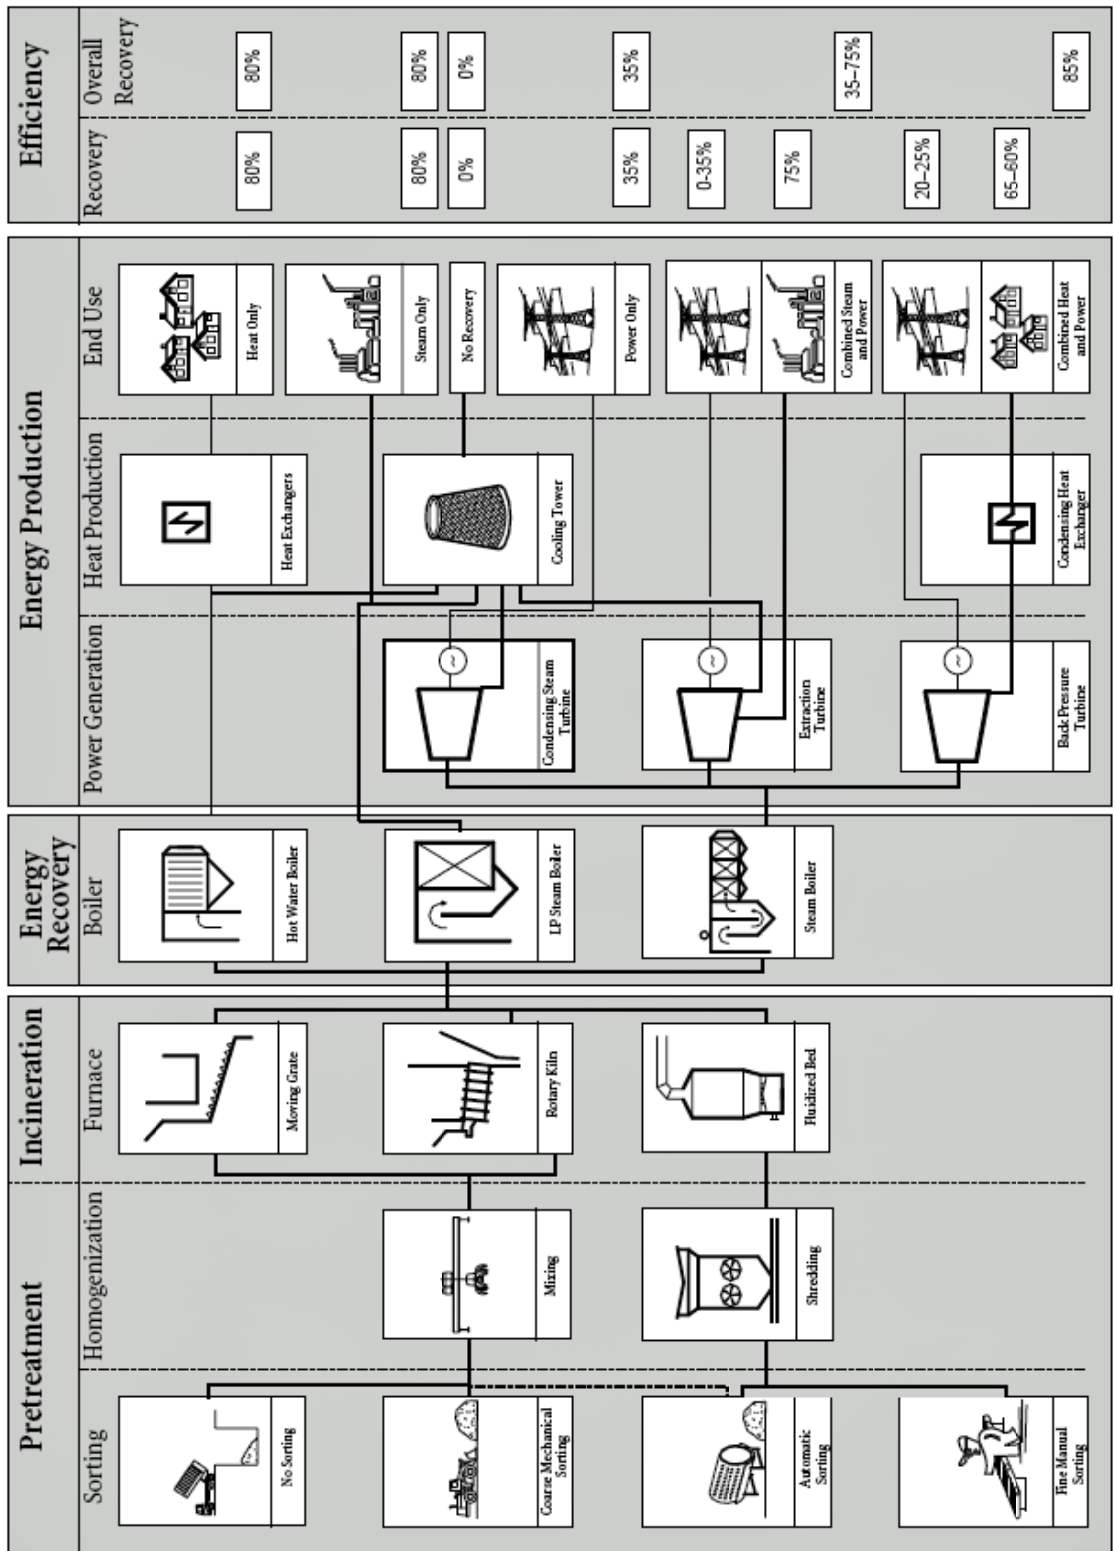 Pretreatment
Sorting
No Sorting
Coarse Mechanical
Sorting
Automatic
Sorting
Fine Manual
Sorting
Homogenization
Mixing
Shredding
Incineration
Furnace
Moving Grate
Rotary Kiln
Fluidized Bed
Energy
Recovery
Boiler
Hot Water Boiler
LP Steam Boiler
Steam Boiler
Energy Production
Power Generation
Condensing Steam
Turbine
~
Extraction
Turbine
~
Back Pressure
Turbine
~
Heat Production
Heat Exchangers
Cooling Tower
Condensing Heat
Exchanger
End Use
Heat Only
Steam Only
No Recovery
Power Only
Combined Steam
and Power
Combined Heat
and Power
Efficiency
Recovery
80%
80%
0%
35%
0-35%
75%
20–25%
65–60%
Overall
Recovery
80%
80%
0%
35%
35–75%
85%